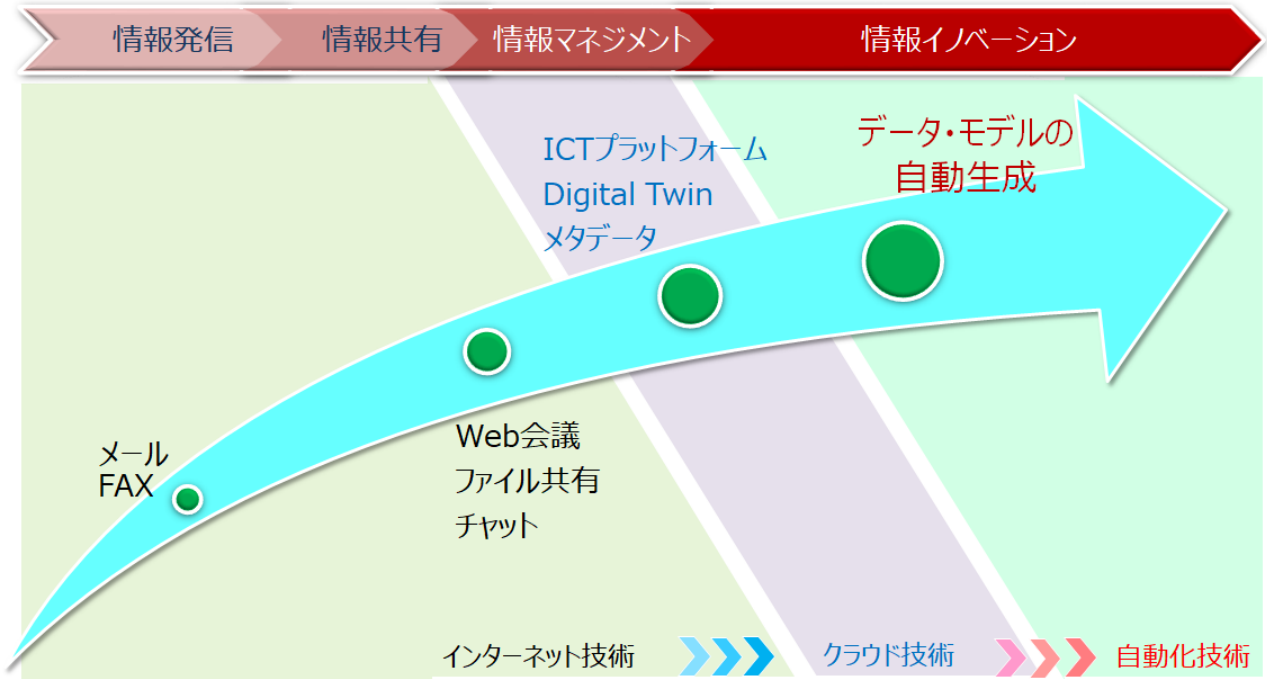 情報発信
情報共有
情報マネジメント
情報イノベーション
ICTプラットフォーム
Digital Twin
メタデータ
データ・モデルの
自動生成
メール
FAX
Web会議
ファイル共有
チャット
インターネット技術
クラウド技術
自動化技術